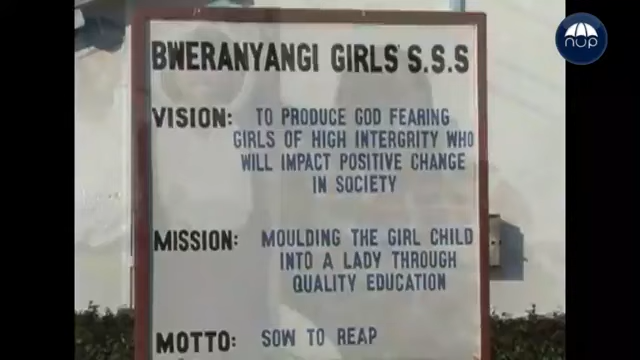 nup
BWERANYANGI GIRLS' S.S.S
VISION: TO PRODUCE GOD FEARING
GIRLS OF HIGH INTERGRITY WHO
WILL IMPACT POSITIVE CHANGE
IN SOCIETY
MISSION: MOULDING THE GIRL CHILD
INTO A LADY THROUGH
QUALITY EDUCATION
MOTTO: SOW TO REAP